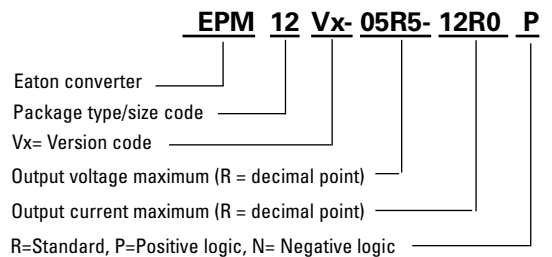 EPM 12 Vx- 05R5- 12R0 P
Eaton converter
Package type/size code
Vx= Version code
Output voltage maximum (R = decimal point)
Output current maximum (R = decimal point)
R=Standard, P=Positive logic, N= Negative logic